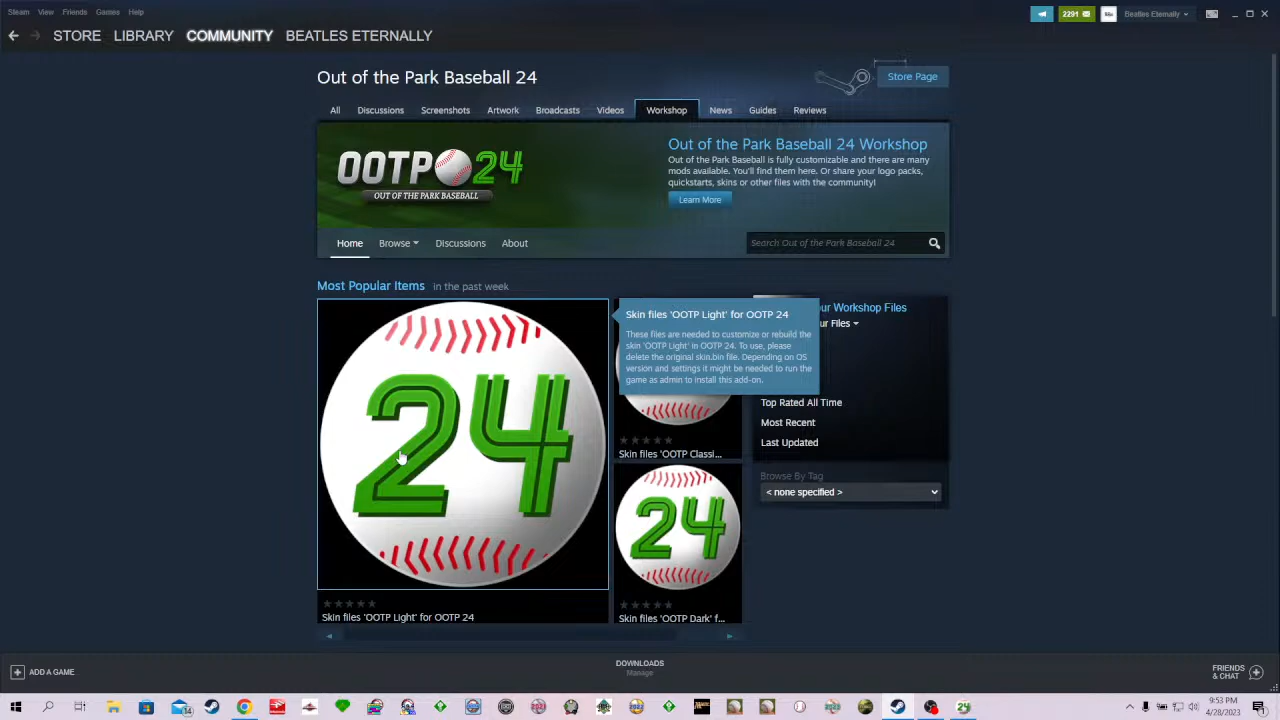 Steam View Friends Games Help
2291
Beatles Eternally
STORE LIBRARY COMMUNITY BEATLES ETERNALLY
Out of the Park Baseball 24
Store Page
All Discussions Screenshots Artwork Broadcasts Videos Workshop News Guides Reviews
OOTP 24
OUT OF THE PARK BASEBALL
Out of the Park Baseball 24 Workshop
Out of the Park Baseball is fully customizable and there are many
mods available. You'll find them here. Or share your logo packs,
quickstarts, skins or other files with the community!
Learn More
Home Browse Discussions About
Search Out of the Park Baseball 24
Most Popular Items in the past week
24
Skin files 'OOTP Light' for OOTP 24
Skin files 'OOTP Light' for OOTP 24
These files are needed to customize or rebuild the
skin 'OOTP Light' in OOTP 24. To use, please
delete the original skin.bin file. Depending on OS
version and settings it might be needed to run the
game as admin to install this add-on.
Skin files 'OOTP Classi...
24
Skin files 'OOTP Dark' f...
ur Workshop Files
ur Files
Top Rated All Time
Most Recent
Last Updated
Browse By Tag
< none specified >
ADD A GAME
DOWNLOADS
Manage
FRIENDS
& CHAT
14
24
9:53 PM
4/28/2023